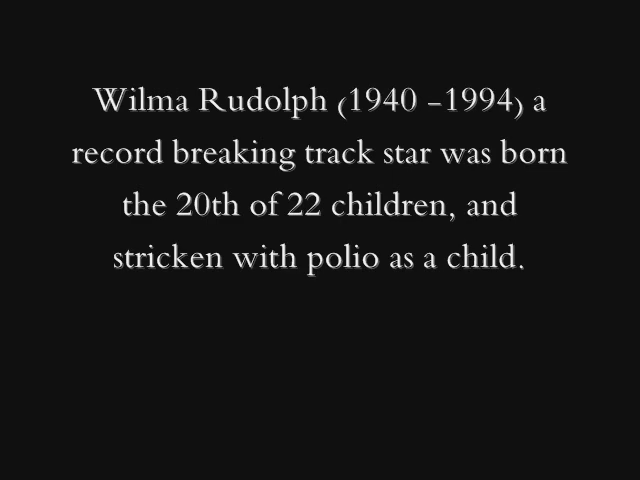 Wilma Rudolph (1940 -1994) a
record breaking track star was born
the 20th of 22 children, and
stricken with polio as a child.